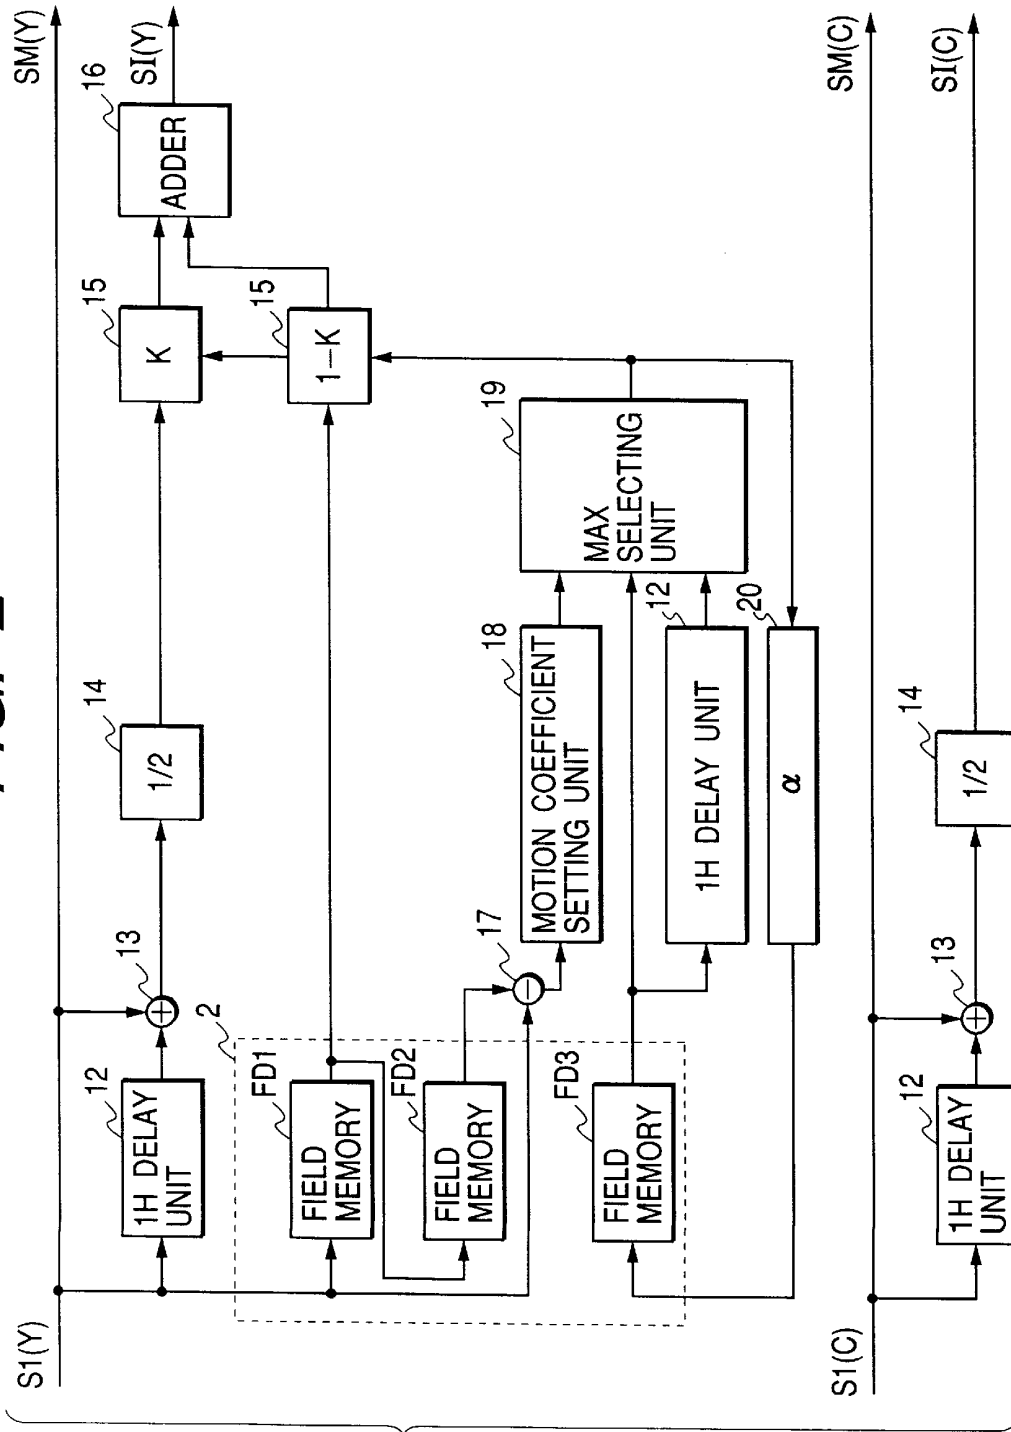 S1(Y)
SM(Y)
12
1H DELAY
UNIT
13
14
1/2
15
K
16
ADDER
SI(Y)
2
FD1
FIELD
MEMORY
15
1–K
FD2
FIELD
MEMORY
17
18
MOTION COEFFICIENT
SETTING UNIT
19
MAX
SELECTING
UNIT
FD3
FIELD
MEMORY
12
1H DELAY UNIT
20
α
S1(C)
SM(C)
12
1H DELAY
UNIT
13
14
1/2
SI(C)